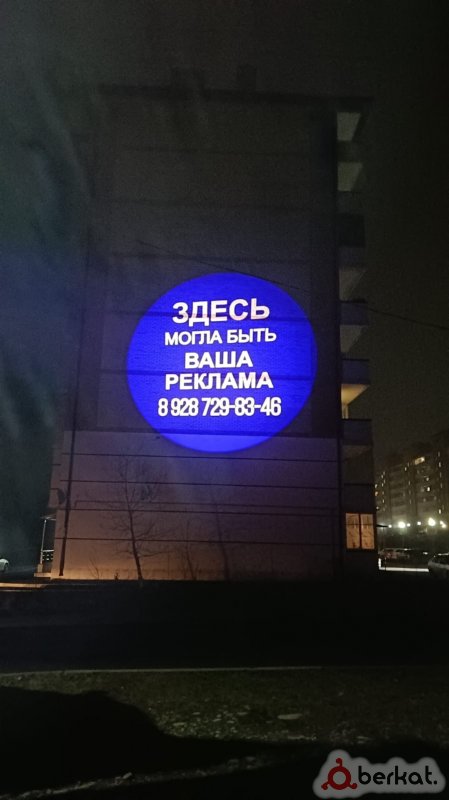 ЗДЕСЬ
МОГЛА БЫТЬ
ВАША
РЕКЛАМА
8 928 729-83-46
berkat.